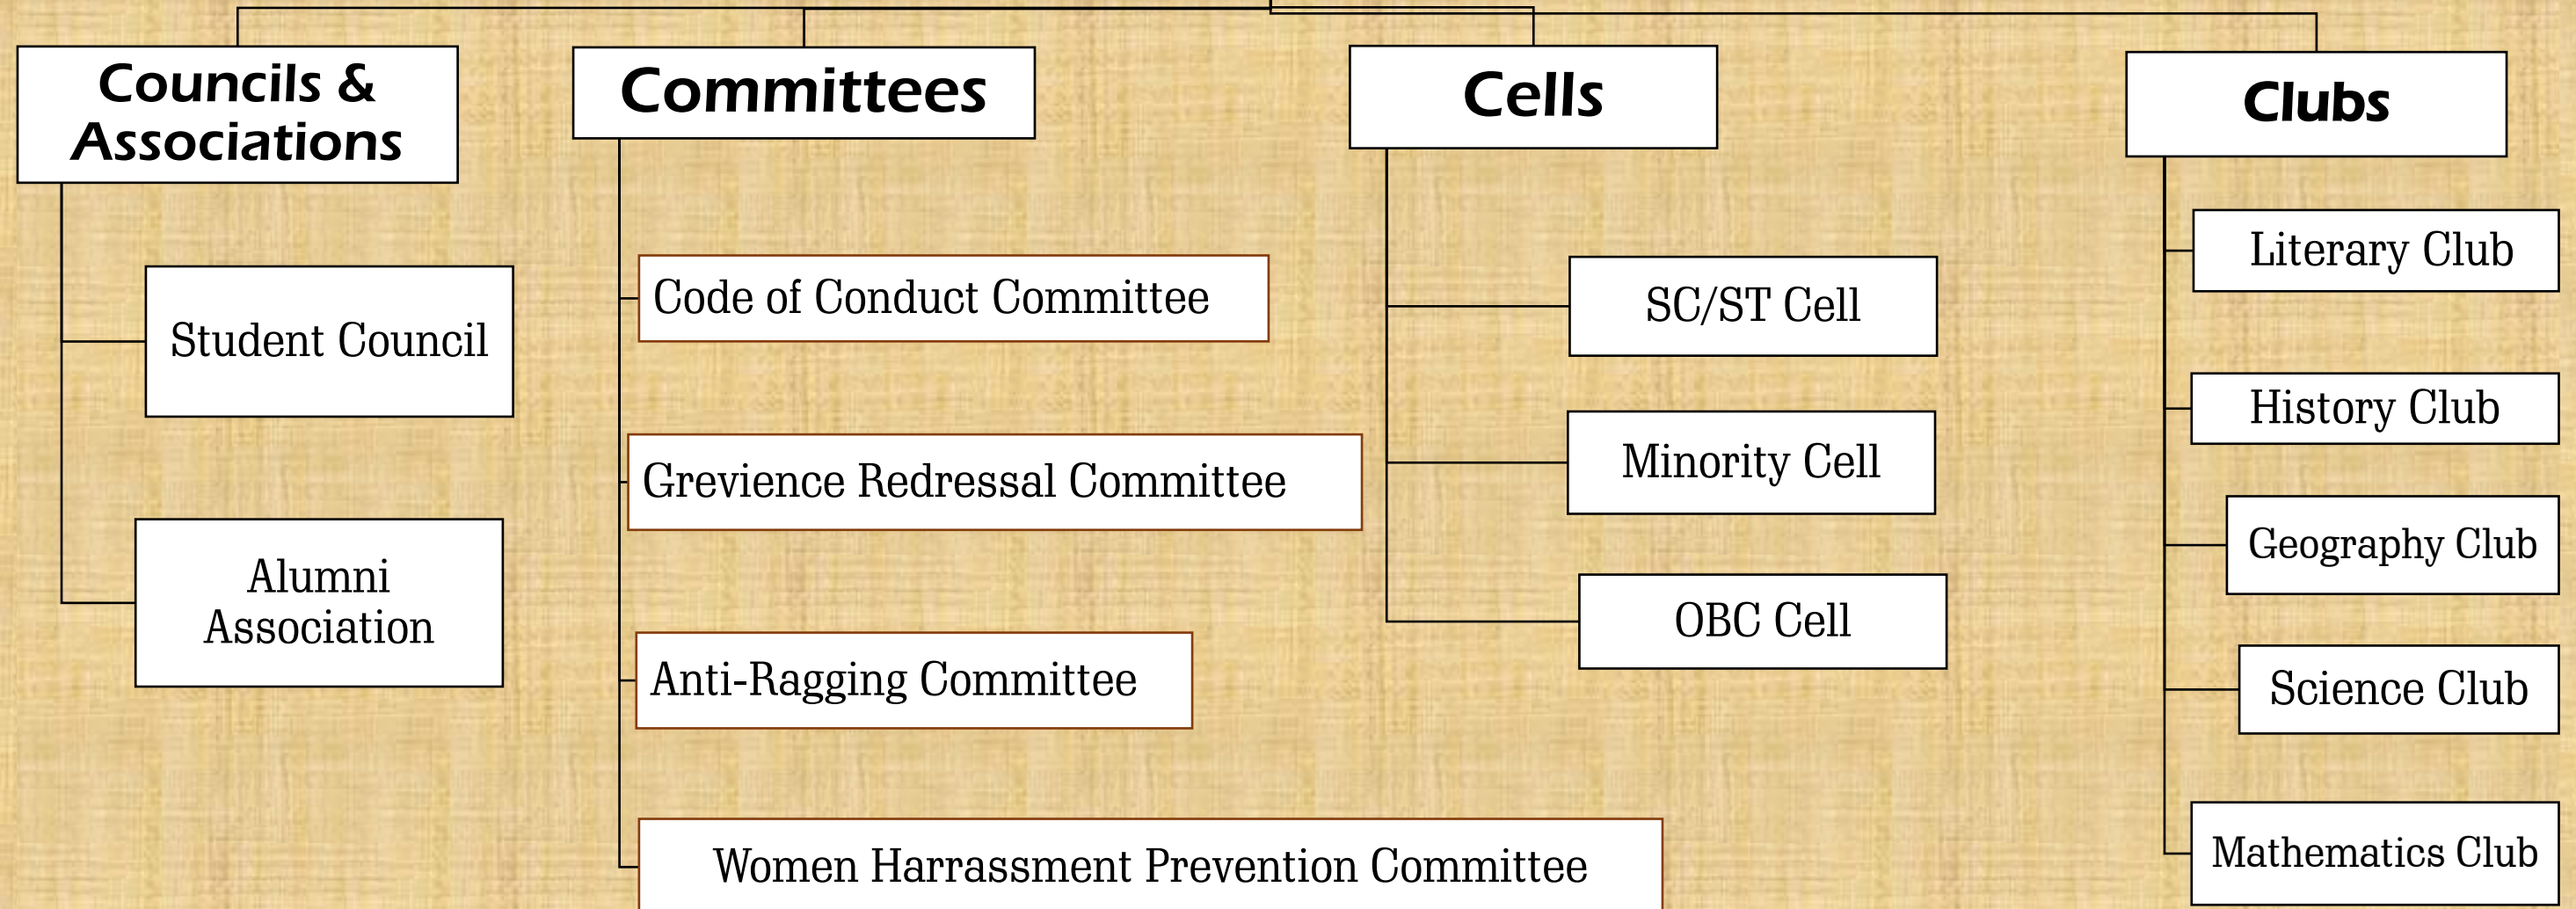 Councils &
Associations
Student Council
Alumni
Association
Committees
Code of Conduct Committee
Grevience Redressal Committee
Anti-Ragging Committee
Women Harrassment Prevention Committee
Cells
SC/ST Cell
Minority Cell
OBC Cell
Clubs
Literary Club
History Club
Geography Club
Science Club
Mathematics Club